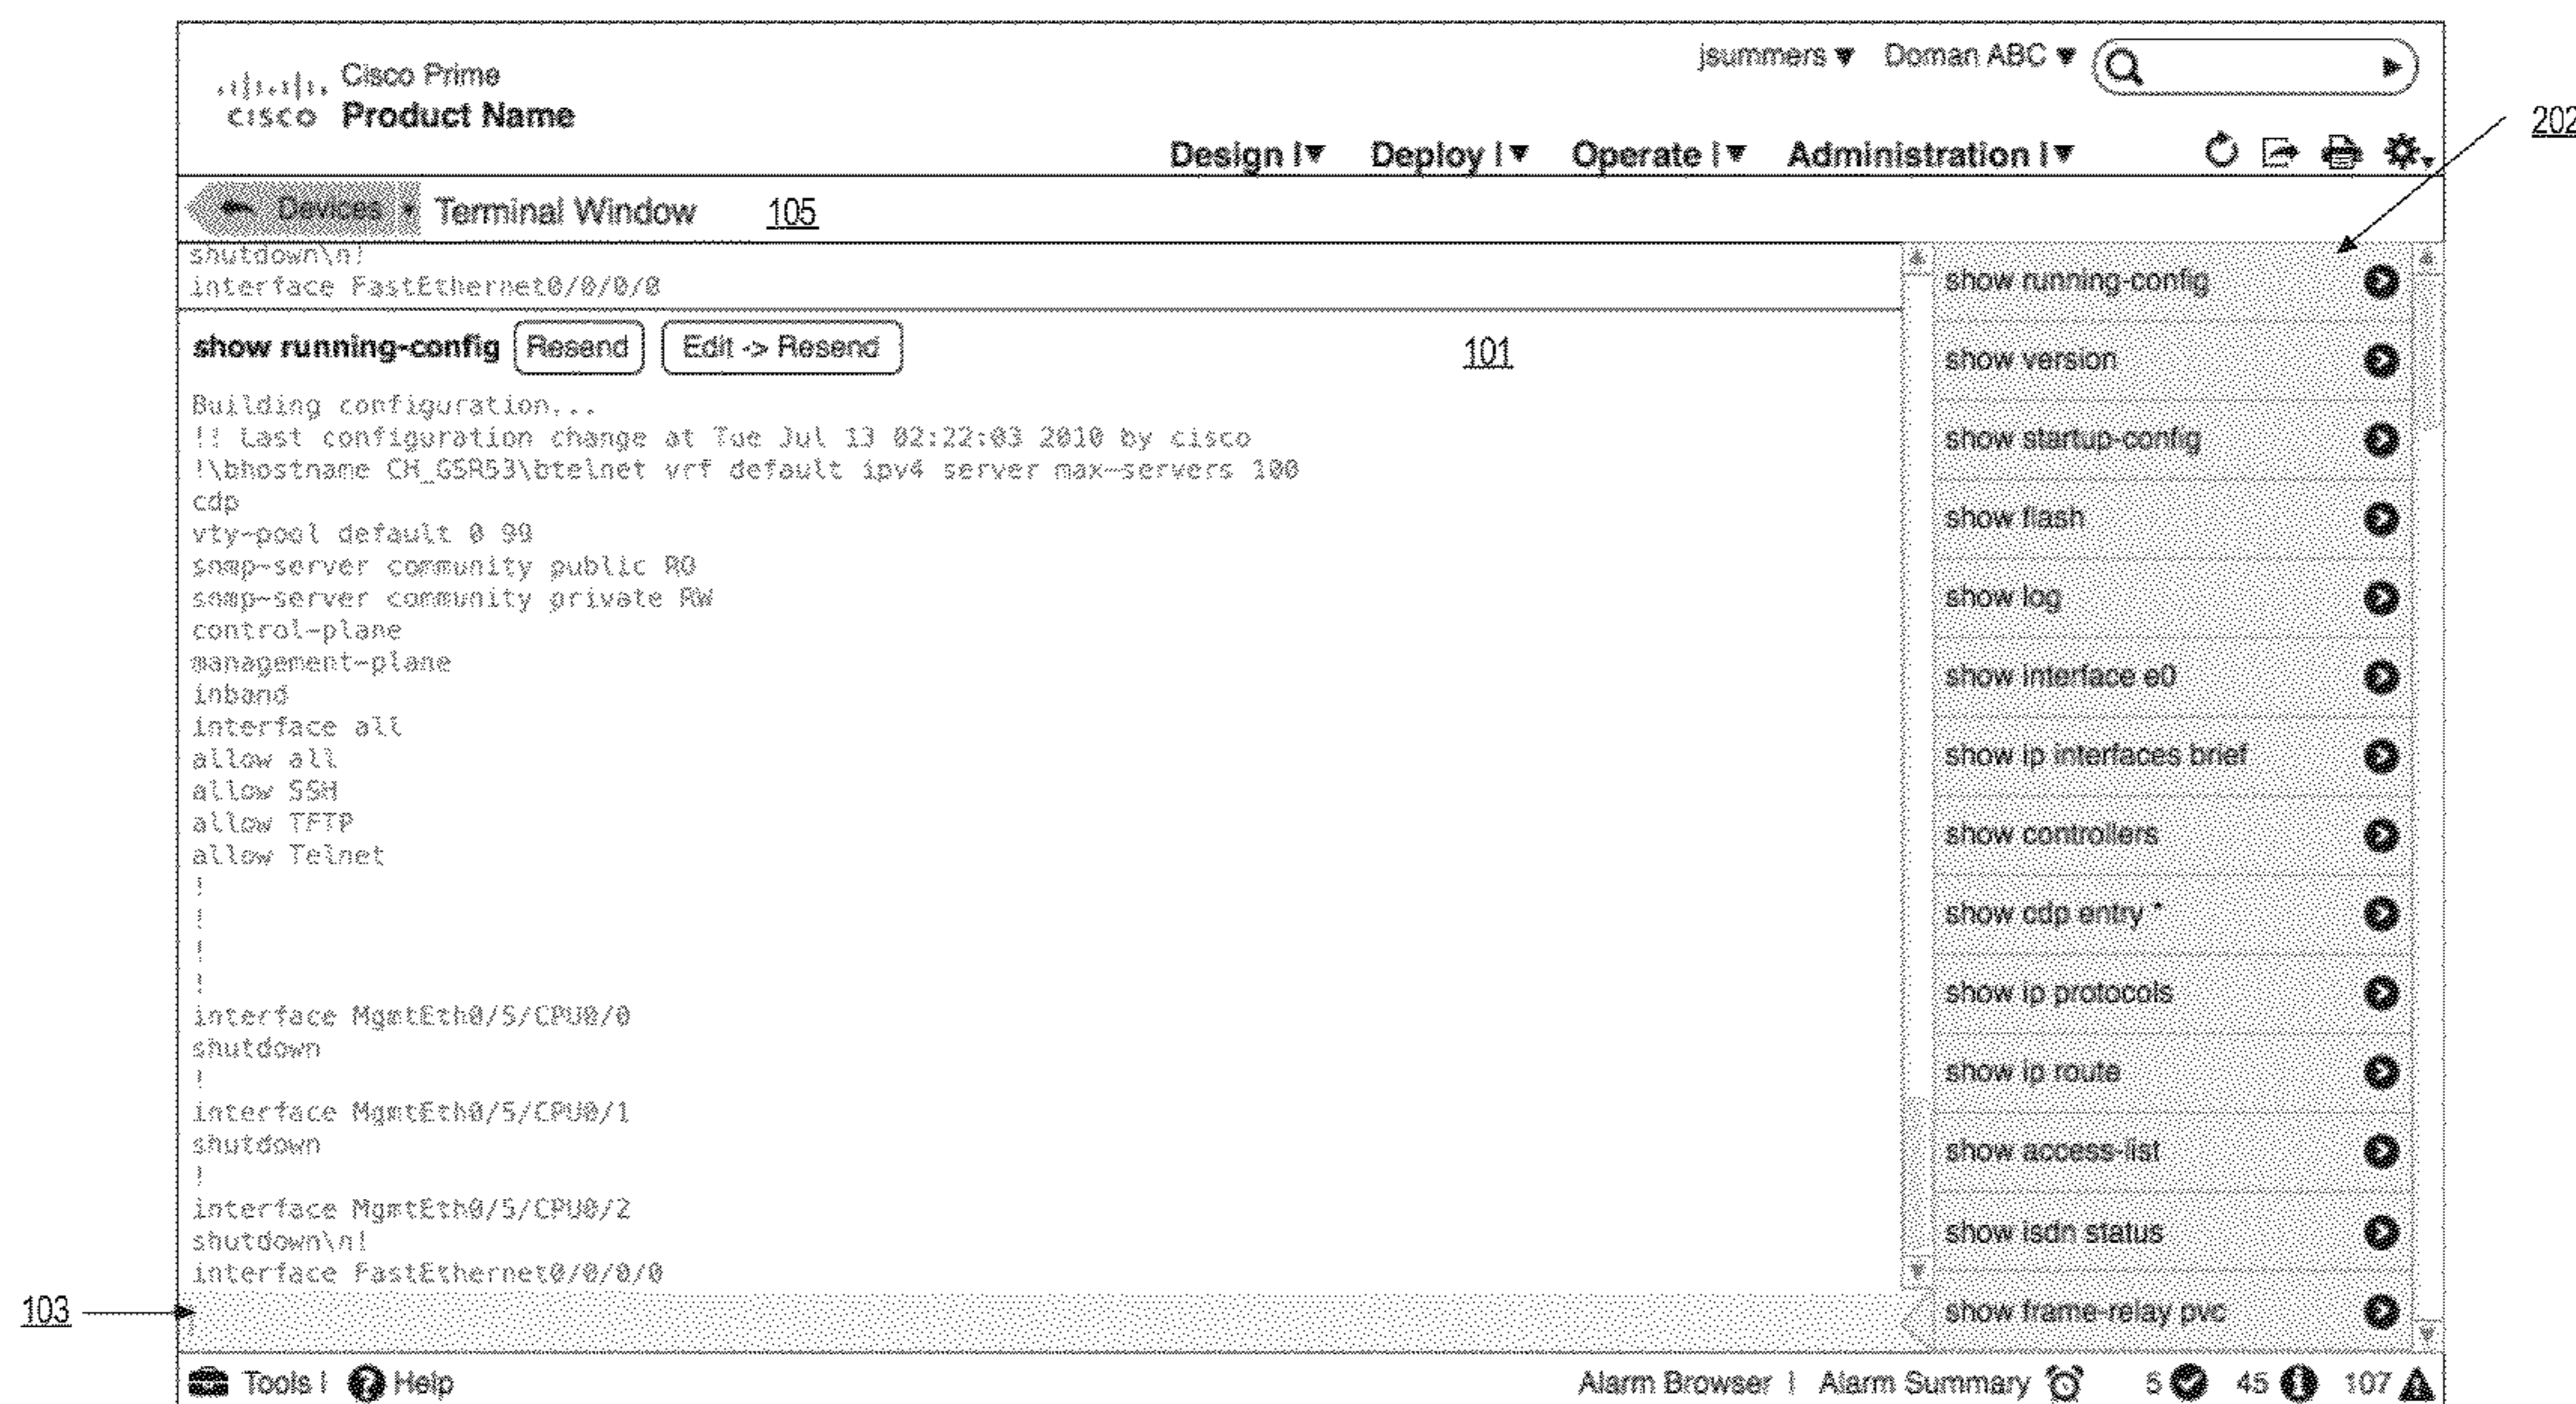 jsummers ▼ Doman ABC ▼
Cisco Prime
CISCO Product Name
202
Design | ▼ Deploy | ▼ Operate | ▼ Administration | ▼
Devices Terminal Window 105
shutdown\n!
interface FastEthernet0/0/0/0
show running-config Resend Edit -> Resend 101
Building configuration...
!! Last configuration change at Tue Jul 13 02:22:03 2010 by cisco
!\bhostname CH_GSR53\btelnet vrf default ipv4 server max-servers 100
cdp
vty-pool default 0 99
snmp-server community public RO
snmp-server community private RW
control-plane
management-plane
inband
interface all
allow all
allow SSH
allow TFTP
allow Telnet
!
!
!
!
interface MgmtEth0/5/CPU0/0
shutdown
!
interface MgmtEth0/5/CPU0/1
shutdown
!
interface MgmtEth0/5/CPU0/2
shutdown\n!
interface FastEthernet0/0/0/0
103
show running-config
show version
show startup-config
show flash
show log
show interface e0
show ip interfaces brief
show controllers
show cdp entry *
show ip protocols
show ip route
show access-list
show isdn status
show frame-relay pvc
Tools | Help Alarm Browser | Alarm Summary 5 45 107